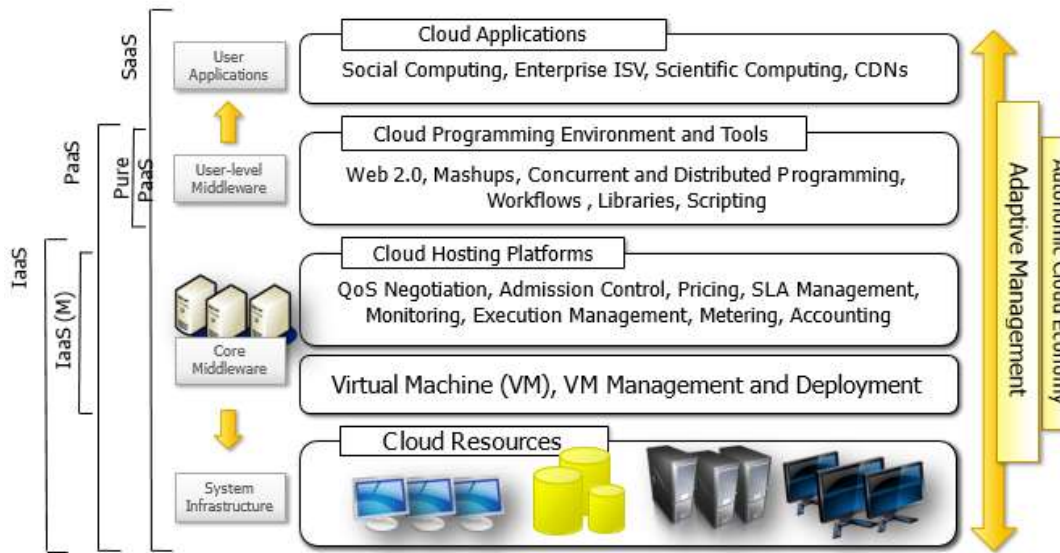 SaaS
PaaS
Pure
PaaS
IaaS
IaaS (M)
User
Applications
User-level
Middleware
Core
Middleware
System
Infrastructure
Cloud Applications
Social Computing, Enterprise ISV, Scientific Computing, CDNs
Cloud Programming Environment and Tools
Web 2.0, Mashups, Concurrent and Distributed Programming,
Workflows , Libraries, Scripting
Cloud Hosting Platforms
QoS Negotiation, Admission Control, Pricing, SLA Management,
Monitoring, Execution Management, Metering, Accounting
Virtual Machine (VM), VM Management and Deployment
Cloud Resources
Adaptive Management
Autonomic Cloud Economy